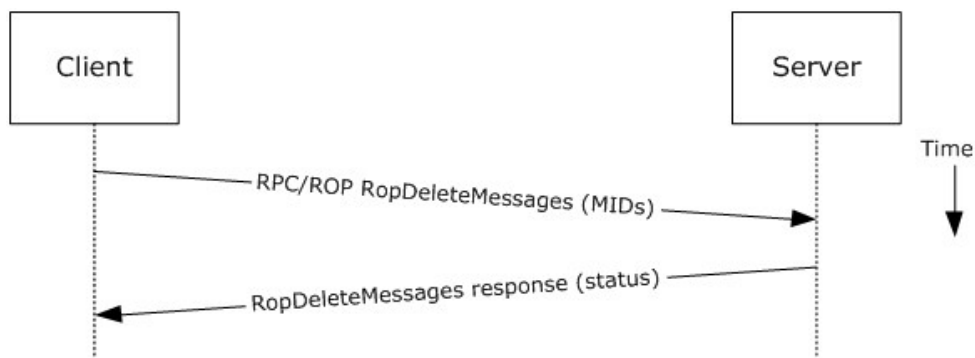 Client
Server
Time
RPC/ROP RopDeleteMessages (MIDs)
RopDeleteMessages response (status)